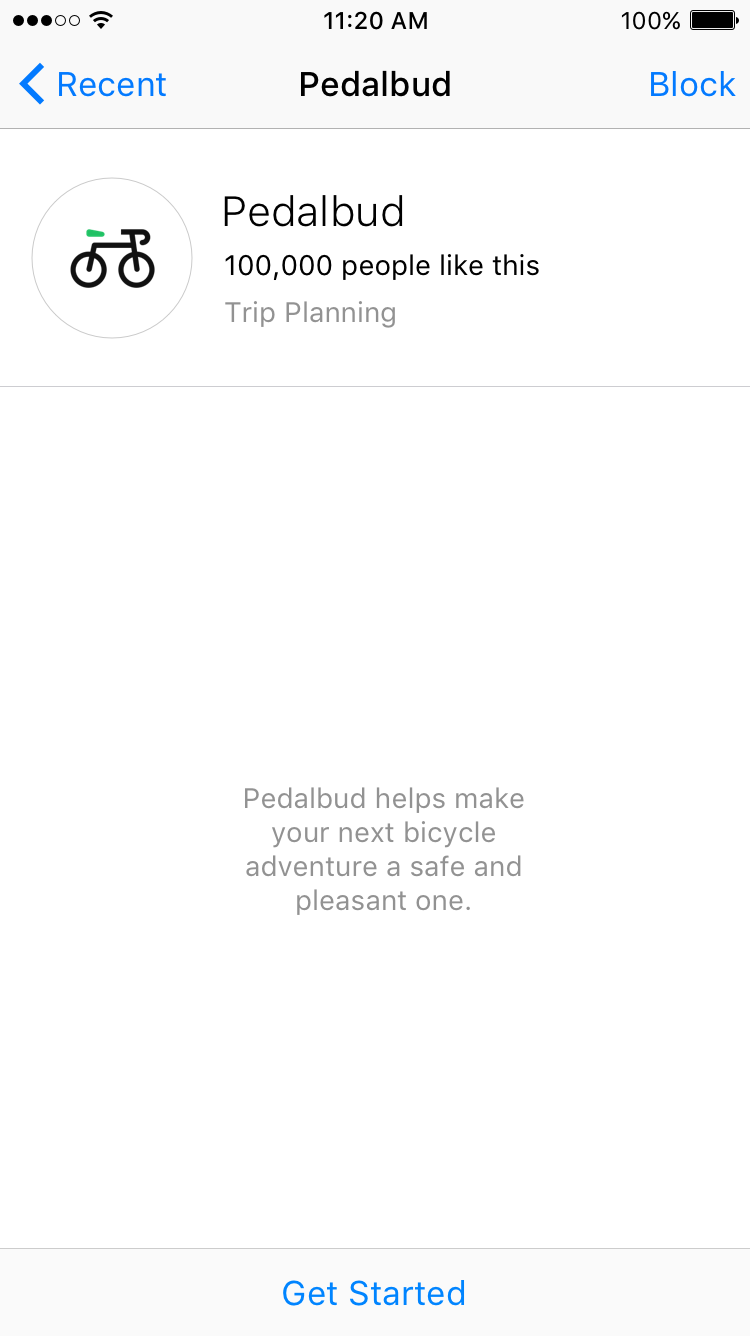 11:20 AM
100%
Recent
Pedalbud
Block
Pedalbud
100,000 people like this
Trip Planning
Pedalbud helps make
your next bicycle
adventure a safe and
pleasant one.
Get Started